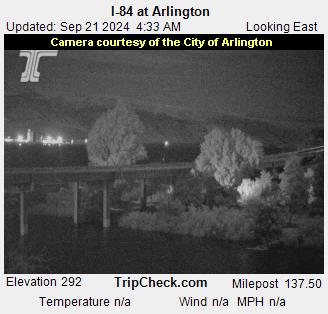 I-84 at Arlington
Updated: Sep 21 2024 4:33 AM Looking East
Camera courtesy of the City of Arlington
Elevation 292 TripCheck.com Milepost 137.50
Temperature n/a Wind n/a MPH n/a